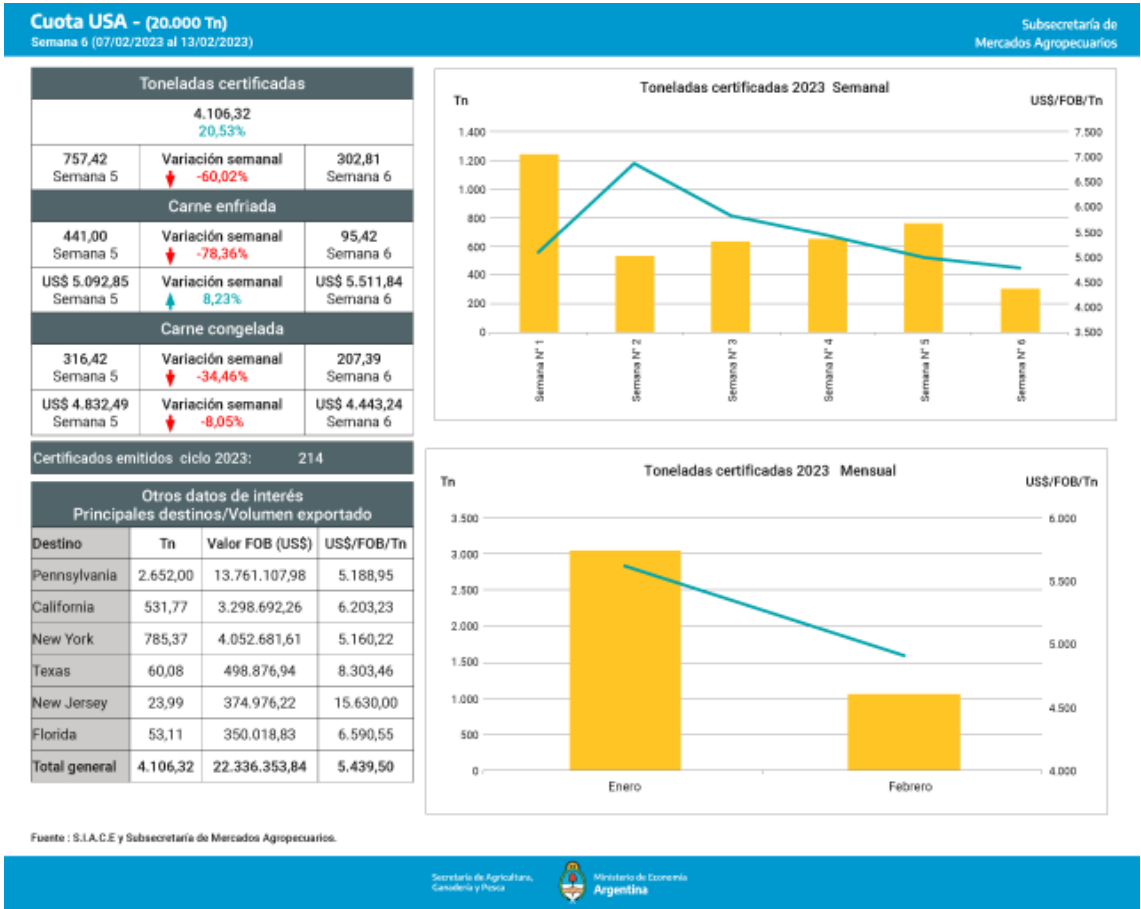 Cuota USA - (20.000 Tn)
Semana 6 (07/02/2023 al 13/02/2023)
Subsecretaría de
Mercados Agropecuarios
Toneladas certificadas
4.106,32
20,53%
757,42 Variación semanal 302,81
Semana 5 -60,02% Semana 6
Carne enfriada
441,00 Variación semanal 95,42
Semana 5 -78,36% Semana 6
US$ 5.092,85 Variación semanal US$ 5.511,84
Semana 5 8,23% Semana 6
Carne congelada
316,42 Variación semanal 207,39
Semana 5 -34,46% Semana 6
US$ 4.832,49 Variación semanal US$ 4.443,24
Semana 5 -8,05% Semana 6
Certificados emitidos ciclo 2023: 214
Otros datos de interés
Principales destinos/Volumen exportado
Destino Tn Valor FOB (US$) US$/FOB/Tn
Pennsylvania 2.652,00 13.761.107,98 5.188,95
California 531,77 3.298.692,26 6.203,23
New York 785,37 4.052.681,61 5.160,22
Texas 60,08 498.876,94 8.303,46
New Jersey 23,99 374.976,22 15.630,00
Florida 53,11 350.018,83 6.590,55
Total general 4.106,32 22.336.353,84 5.439,50
Toneladas certificadas 2023 Semanal
Tn
US$/FOB/Tn
1.400
1.200
1.000
800
600
400
200
0
7.500
7.000
6.500
6.000
5.500
5.000
4.500
4.000
3.500
Semana N° 1
Semana N° 2
Semana N° 3
Semana N° 4
Semana N° 5
Semana N° 6
Toneladas certificadas 2023 Mensual
Tn
US$/FOB/Tn
3.500
3.000
2.500
2.000
1.500
1.000
500
0
6.000
5.500
5.000
4.500
4.000
Enero
Febrero
Fuente : S.I.A.C.E y Subsecretaría de Mercados Agropecuarios.
Secretaría de Agricultura,
Ganadería y Pesca
Ministerio de Economía
Argentina